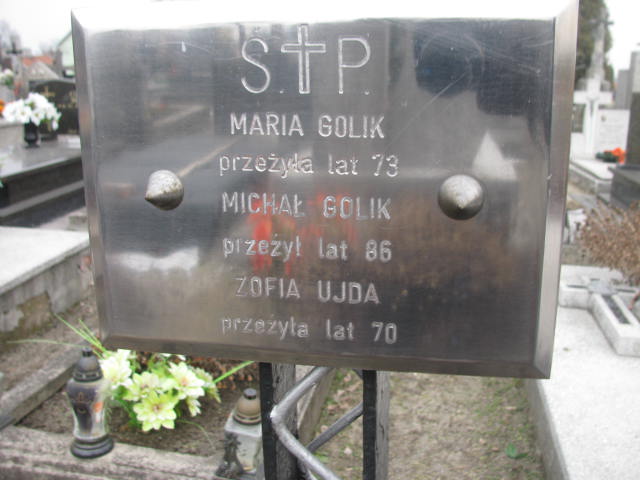 Ś.†P.
MARIA GOLIK
przeżyła lat 73
MICHAŁ GOLIK
przeżył lat 86
ZOFIA UJDA
przeżyła lat 70